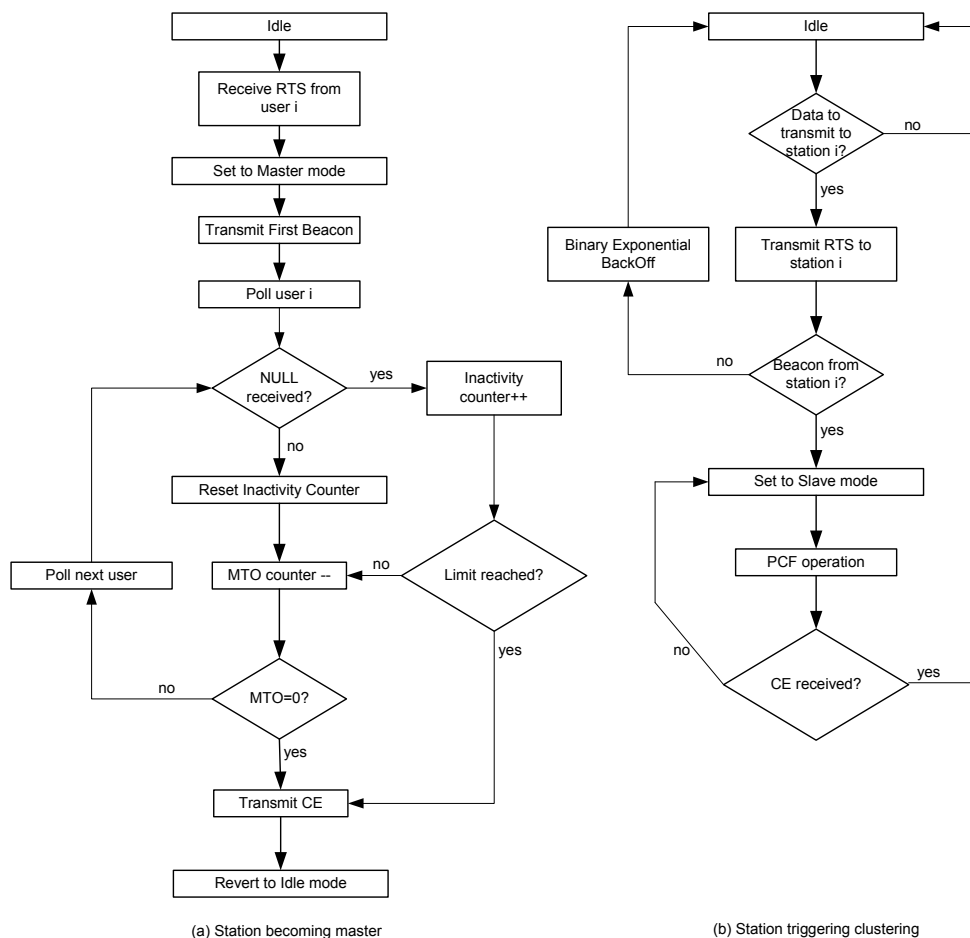 Idle
Receive RTS from
user i
Set to Master mode
Transmit First Beacon
Poll user i
NULL
received?
yes
Inactivity
counter++
no
Reset Inactivity Counter
Poll next user
MTO counter --
no
Limit reached?
yes
no
MTO=0?
yes
Transmit CE
Revert to Idle mode
(a) Station becoming master
Idle
Data to
transmit to
station i?
no
yes
Binary Exponential
BackOff
Transmit RTS to
station i
no
Beacon from
station i?
yes
Set to Slave mode
PCF operation
no
CE received?
yes
(b) Station triggering clustering